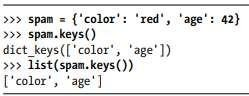 >>> spam = {'color': 'red', 'age': 42}
>>> spam.keys()
dict_keys(['color', 'age'])
>>> list(spam.keys())
['color', 'age']